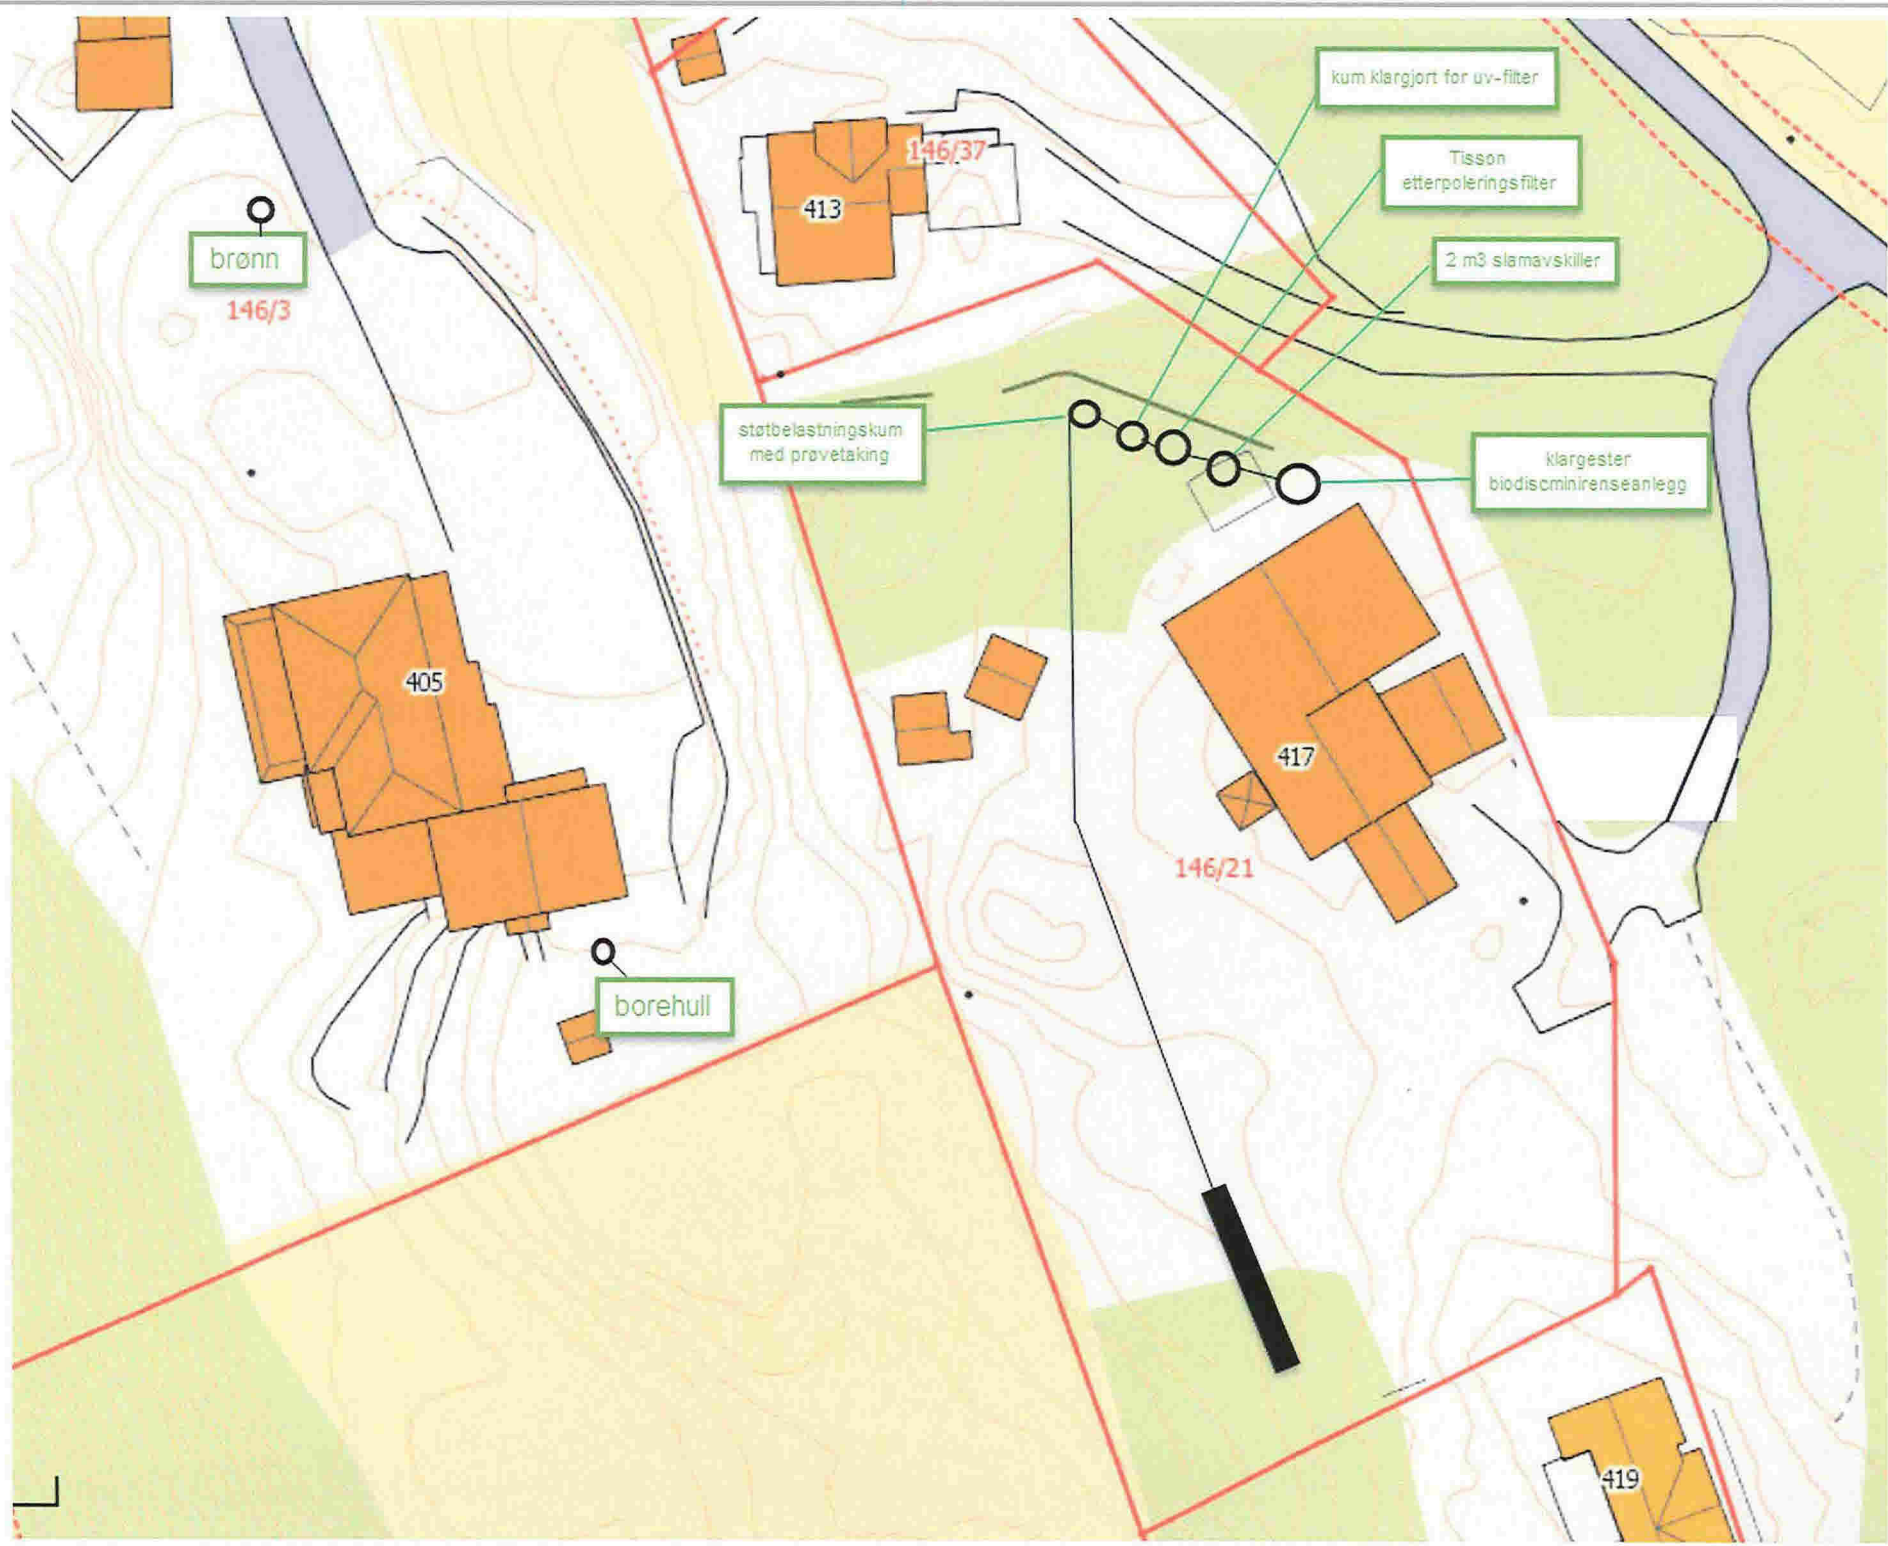 kum klargjort for uv-filter
146/37
Tisson
etterpoleringsfilter
413
brønn
2 m3 slamavskiller
146/3
støtbelastningskum
med prøvetaking
klargester
biodiscminirenseanlegg
405
417
146/21
borehull
419